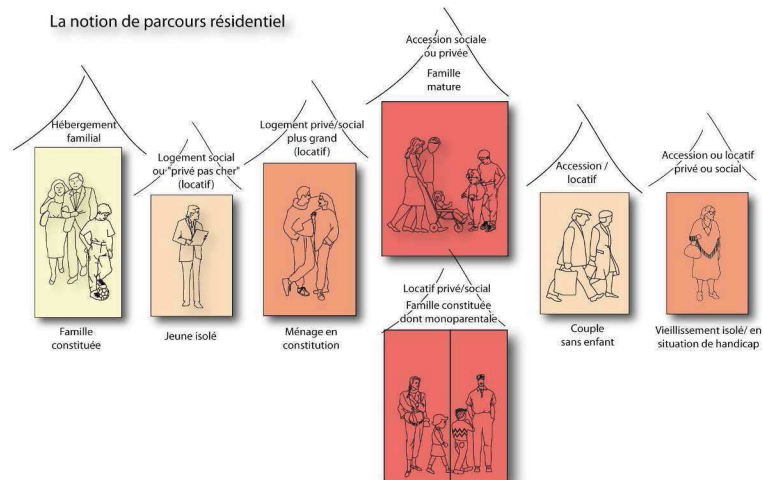 La notion de parcours résidentiel
Hébergement
familial
Famille
constituée
Logement social
ou "privé pas cher"
(locatif)
Jeune isolé
Logement privé/social
plus grand
(locatif)
Ménage en
constitution
Accession sociale
ou privée
Famille
mature
Locatif privé/social
Famille constituée
dont monoparentale
Accession /
locatif
Couple
sans enfant
Accession ou locatif
privé ou social
Vieillissement isolé/ en
situation de handicap